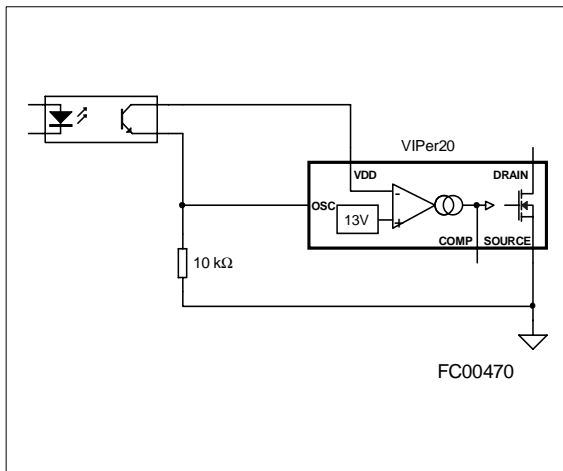 VIPer20
VDD
DRAIN
-
OSC
13V
+
COMP
SOURCE
10 kΩ
FC00470